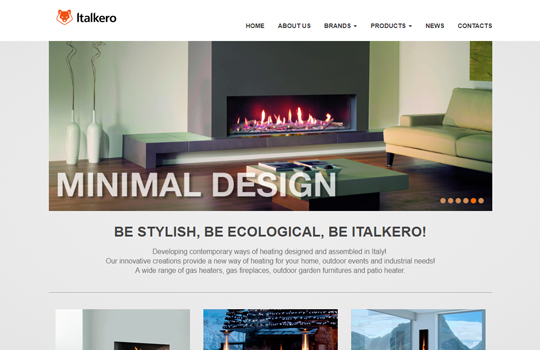 Italkero
HOME ABOUT US BRANDS PRODUCTS NEWS CONTACTS
MINIMAL DESIGN
BE STYLISH, BE ECOLOGICAL, BE ITALKERO!
Developing contemporary ways of heating designed and assembled in Italy!
Our innovative creations provide a new way of heating for your home, outdoor events and industrial needs!
A wide range of gas heaters, gas fireplaces, outdoor garden furnitures and patio heater.